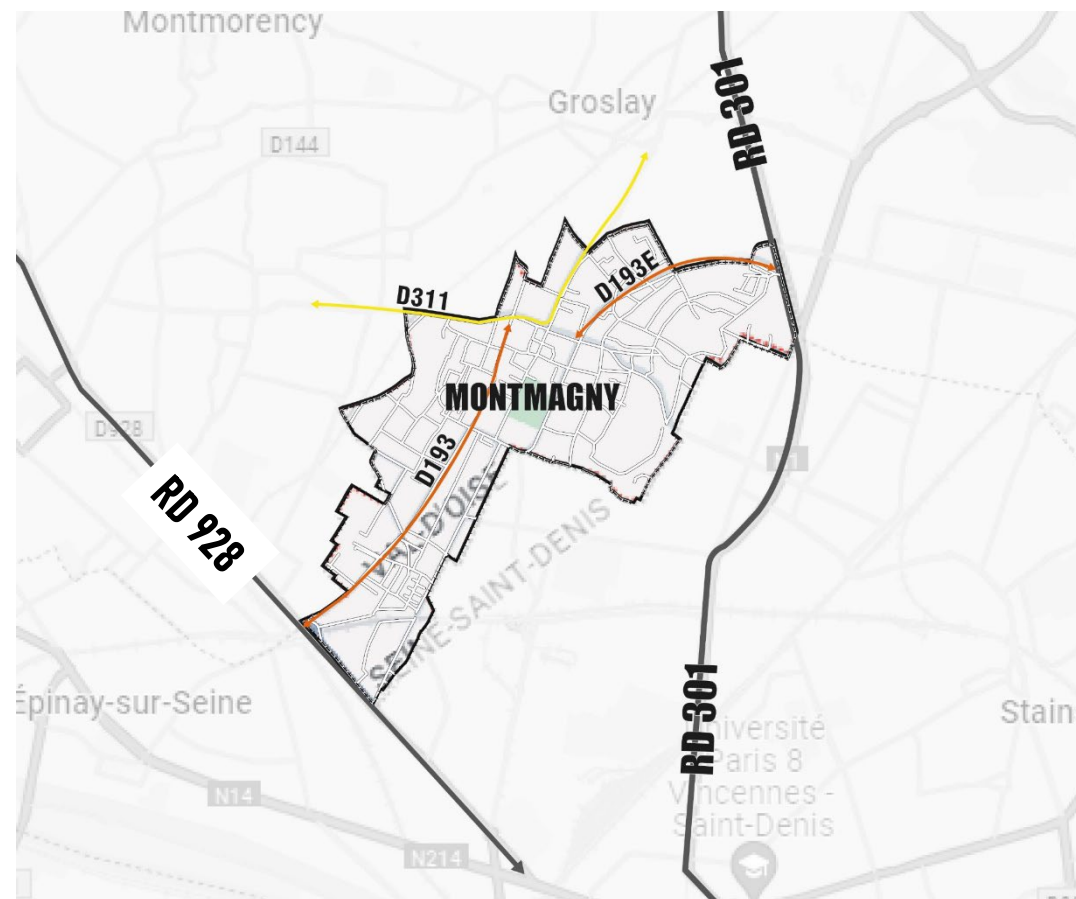 Montmorency
Groslay
RD 301
D144
D193E
D311
MONTMAGNY
D928
D193
RD 928
VAL-D'OISE
SEINE-SAINT-DENIS
Épinay-sur-Seine
RD 301
Université
Paris 8
Vincennes -
Saint-Denis
Stain
N14
N214